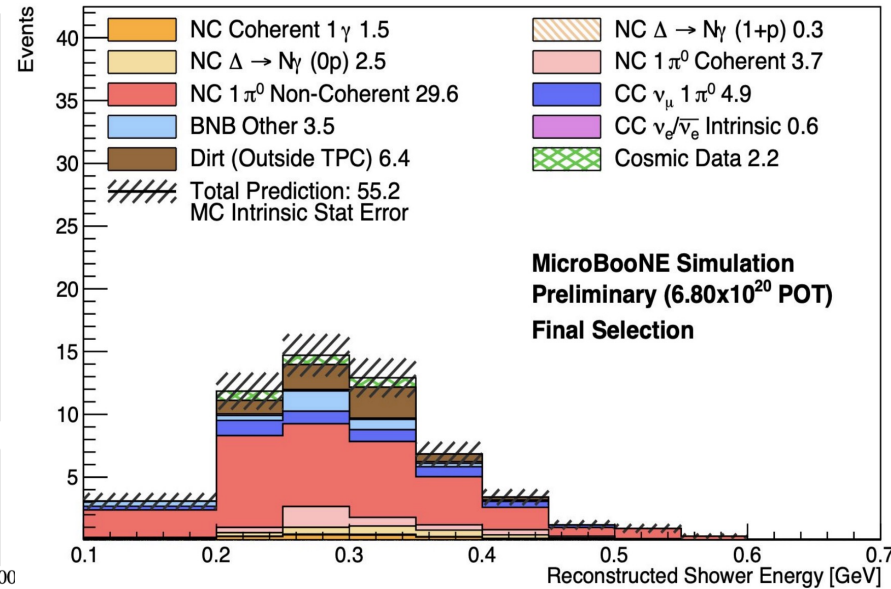 Events
40
35
30
25
20
15
10
5
NC Coherent 1γ 1.5
NC Δ → Nγ (0p) 2.5
NC 1π⁰ Non-Coherent 29.6
BNB Other 3.5
Dirt (Outside TPC) 6.4
Total Prediction: 55.2
MC Intrinsic Stat Error
NC Δ → Nγ (1+p) 0.3
NC 1π⁰ Coherent 3.7
CC νμ 1π⁰ 4.9
CC νe/ν̅e Intrinsic 0.6
Cosmic Data 2.2
MicroBooNE Simulation
Preliminary (6.80x10²⁰ POT)
Final Selection
0.1 0.2 0.3 0.4 0.5 0.6 0.7
Reconstructed Shower Energy [GeV]